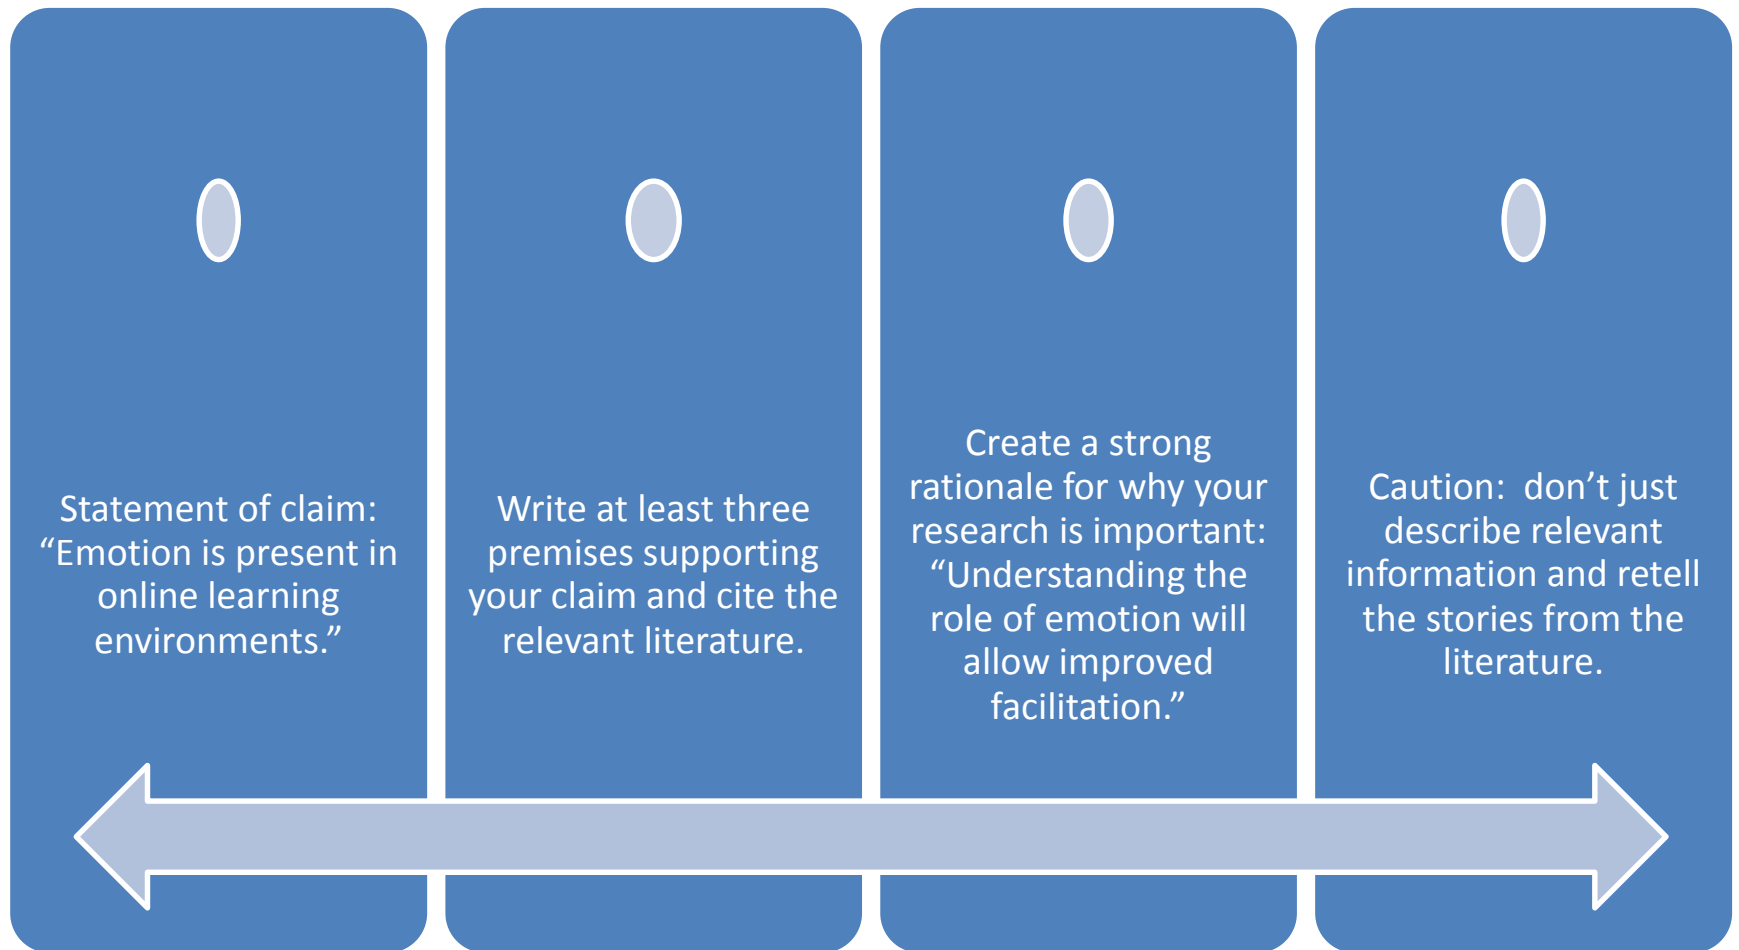 Statement of claim:
“Emotion is present in
online learning
environments.”
Write at least three
premises supporting
your claim and cite the
relevant literature.
Create a strong
rationale for why your
research is important:
“Understanding the
role of emotion will
allow improved
facilitation.”
Caution:  don’t just
describe relevant
information and retell
the stories from the
literature.